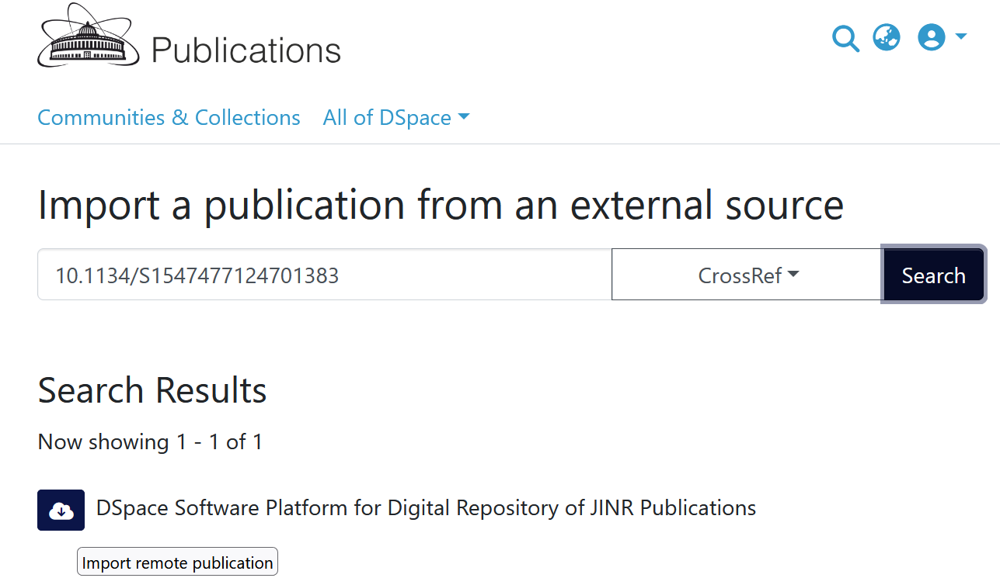 Publications
Communities & Collections All of DSpace
Import a publication from an external source
10.1134/S1547477124701383 CrossRef Search
Search Results
Now showing 1 - 1 of 1
DSpace Software Platform for Digital Repository of JINR Publications
Import remote publication